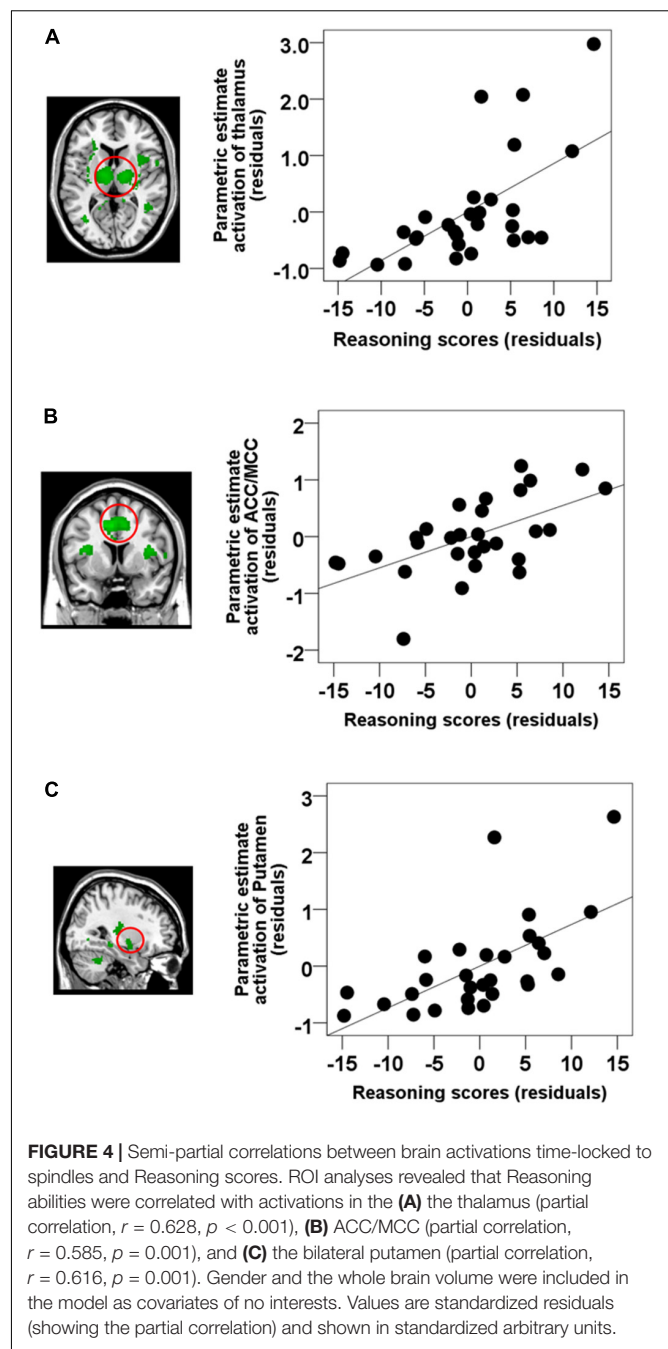 A
Parametric estimate
activation of thalamus
(residuals)
3.0
2.0
1.0
.0
-1.0
-15 -10 -5 0 5 10 15
Reasoning scores (residuals)
B
Parametric estimate
activation of ACC/MCC
(residuals)
2
1
0
-1
-2
-15 -10 -5 0 5 10 15
Reasoning scores (residuals)
C
Parametric estimate
activation of Putamen
(residuals)
3
2
1
0
-1
-15 -10 -5 0 5 10 15
Reasoning scores (residuals)
FIGURE 4 | Semi-partial correlations between brain activations time-locked to
spindles and Reasoning scores. ROI analyses revealed that Reasoning
abilities were correlated with activations in the (A) the thalamus (partial
correlation, r = 0.628, p < 0.001), (B) ACC/MCC (partial correlation,
r = 0.585, p = 0.001), and (C) the bilateral putamen (partial correlation,
r = 0.616, p = 0.001). Gender and the whole brain volume were included in
the model as covariates of no interests. Values are standardized residuals
(showing the partial correlation) and shown in standardized arbitrary units.